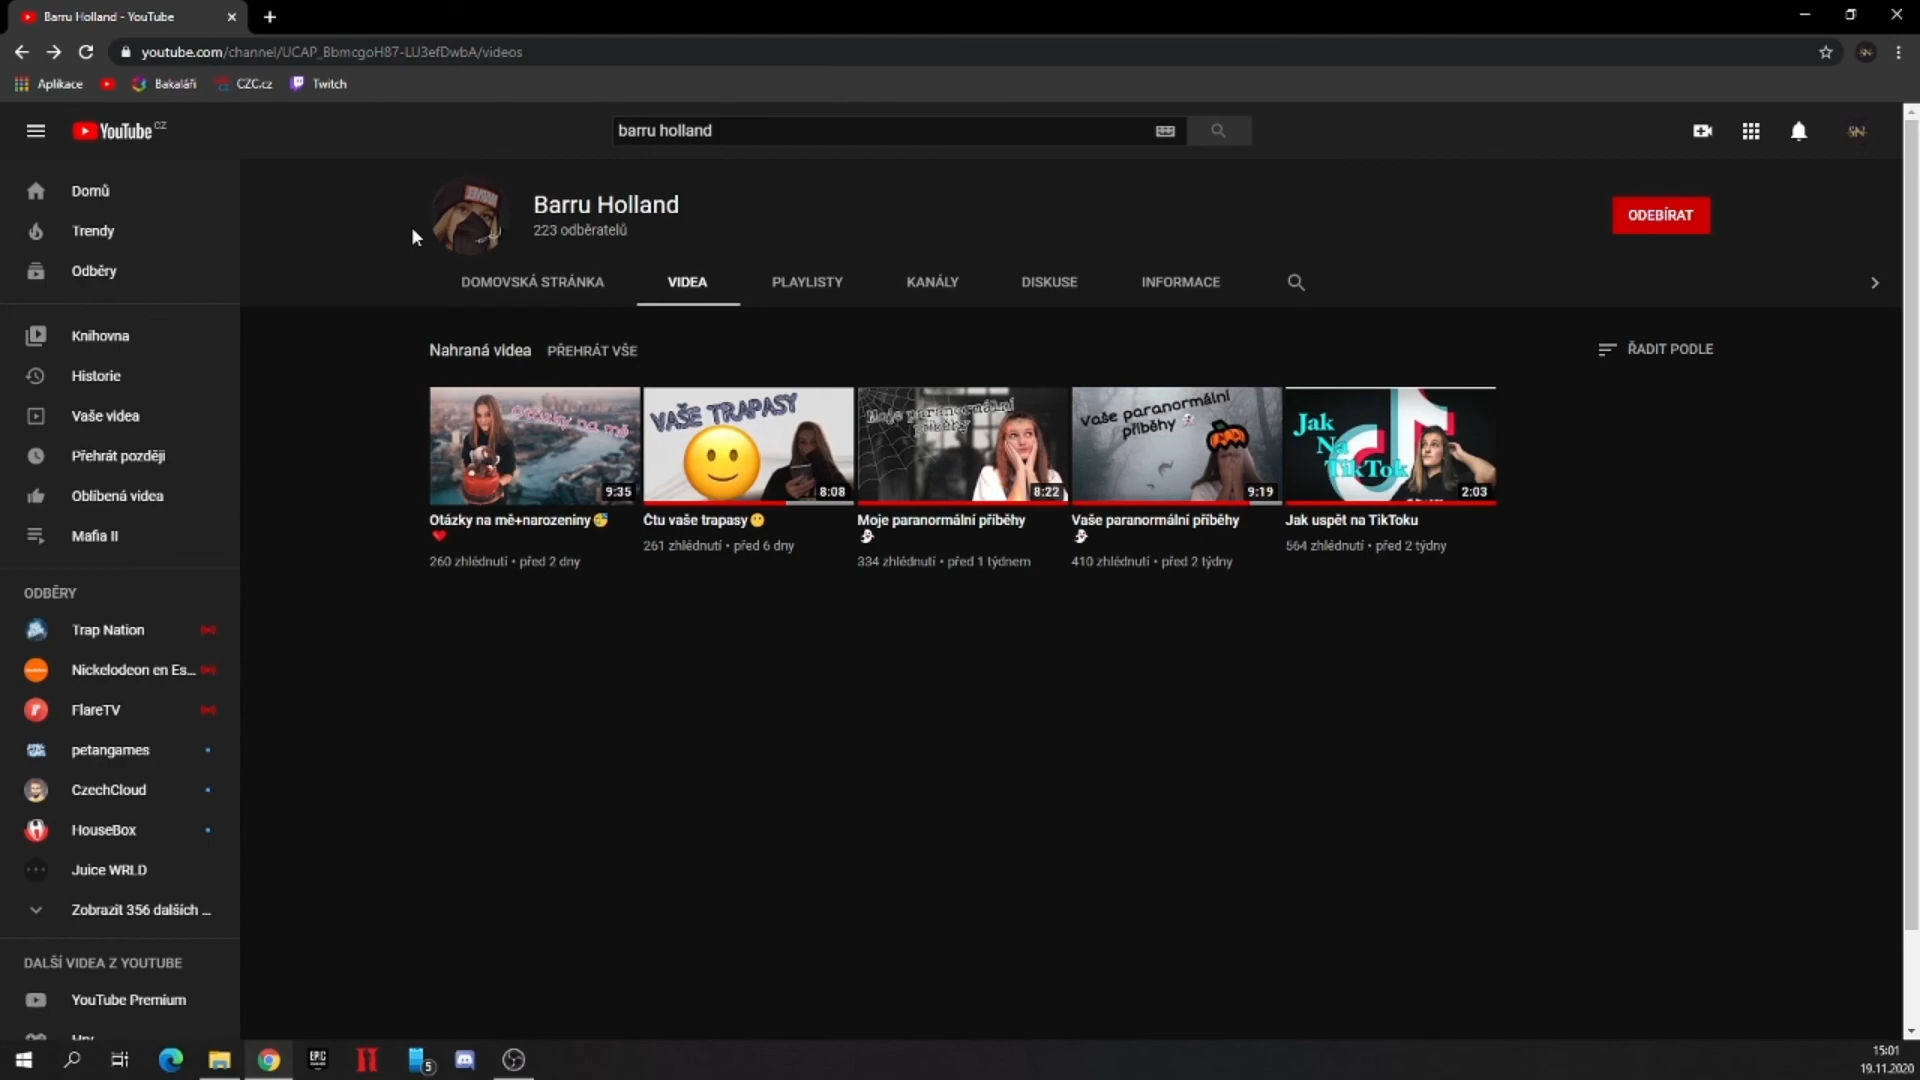 Barru Holland - YouTube
youtube.com/channel/UCAP_BbmcgoH87-LU3efDwbA/videos
Aplikace
Bakaláři
CZC.cz
Twitch
YouTube CZ
barru holland
SN
Domů
Trendy
Odběry
Knihovna
Historie
Vaše videa
Přehrát později
Oblíbená videa
Mafia II
ODBĚRY
Trap Nation
Nickelodeon en Es...
FlareTV
petangames
CzechCloud
HouseBox
Juice WRLD
Zobrazit 356 dalších ...
DALŠÍ VIDEA Z YOUTUBE
YouTube Premium
Hry
Barru Holland
223 odběratelů
ODEBÍRAT
DOMOVSKÁ STRÁNKA
VIDEA
PLAYLISTY
KANÁLY
DISKUSE
INFORMACE
Nahraná videa
PŘEHRÁT VŠE
ŘADIT PODLE
Otázky na mě
9:35
VAŠE TRAPASY
8:08
Moje paranormální
příběhy
8:22
Vaše paranormální
příběhy
9:19
Jak
Na
TikTok
2:03
Otázky na mě+narozeniny😴
❤️
260 zhlédnutí • před 2 dny
Čtu vaše trapasy😶
261 zhlédnutí • před 6 dny
Moje paranormální příběhy
👻
334 zhlédnutí • před 1 týdnem
Vaše paranormální příběhy
👻
410 zhlédnutí • před 2 týdny
Jak uspět na TikToku
564 zhlédnutí • před 2 týdny
EPIC
5
15:01
19.11.2020